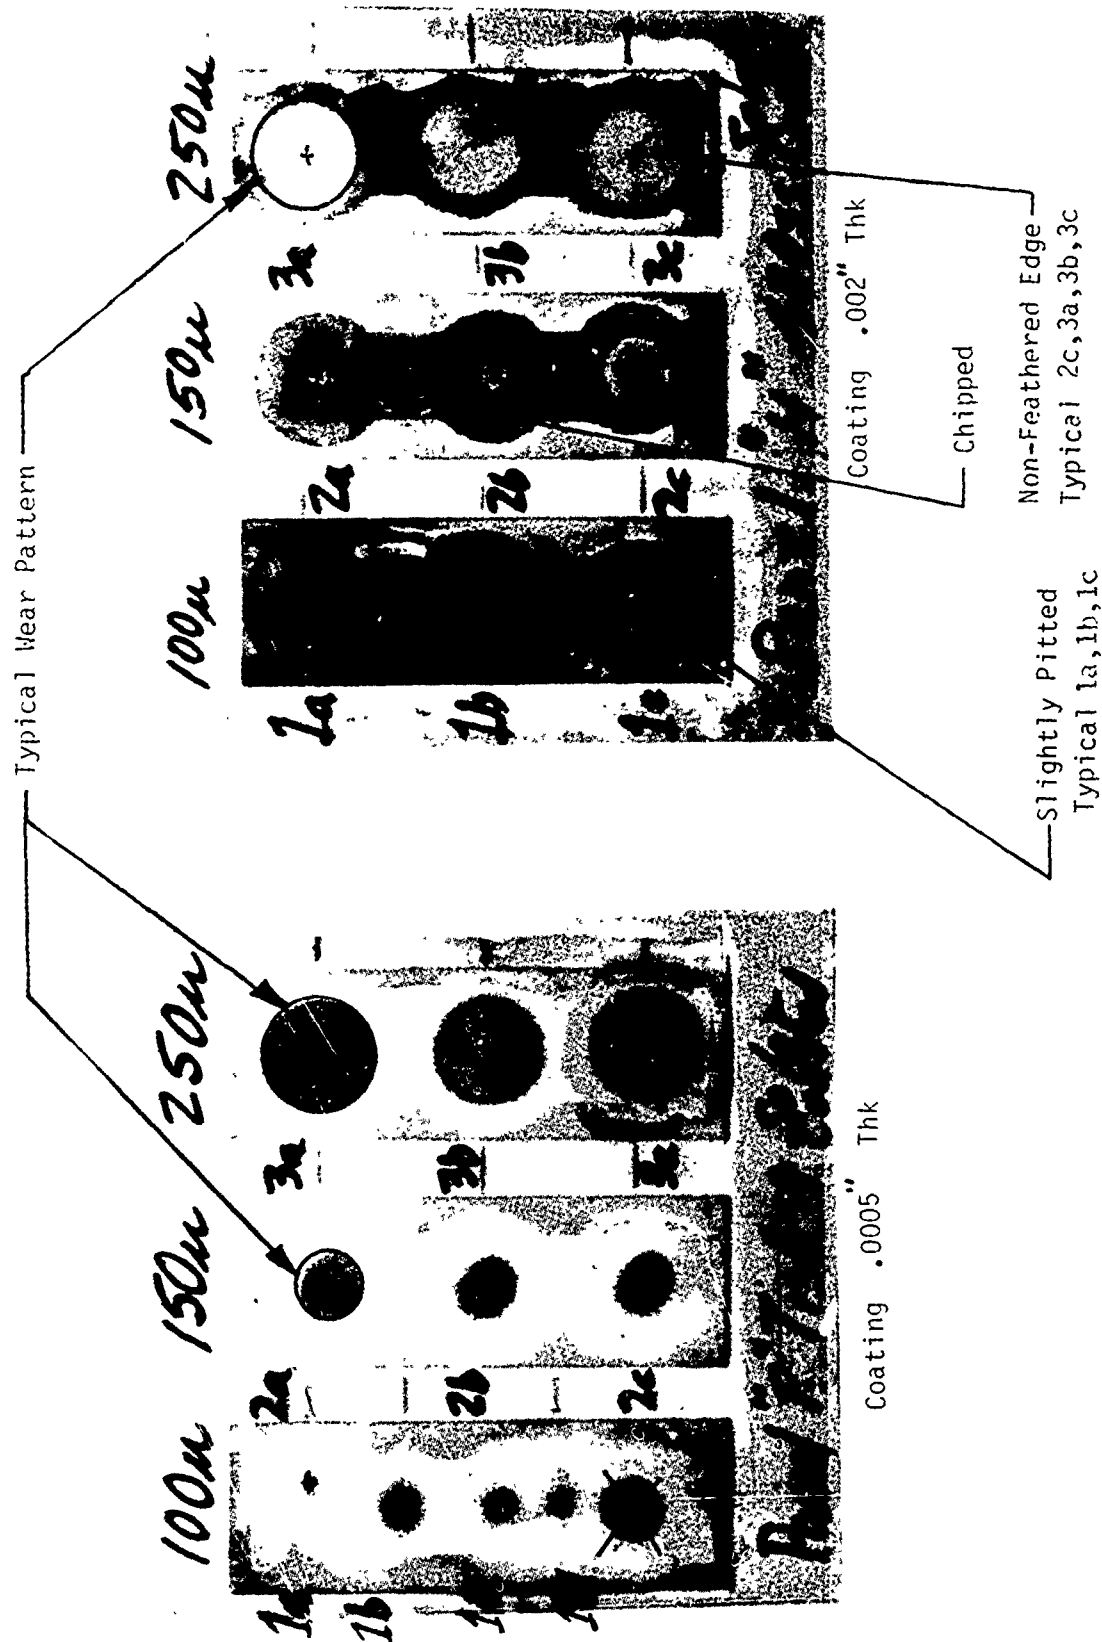 Typical Wear Pattern
100μ 150μ 250μ
1a 2a 3a
1b 2b 3b
2c 3c
Coating .0005" Thk
100μ 150μ 250μ
1a 2a 3a
1b 2b 3b
2c 3c
Coating .002" Thk
Chipped
Slightly Pitted
Typical 1a,1b,1c
Non-Feathered Edge
Typical 2c,3a,3b,3c